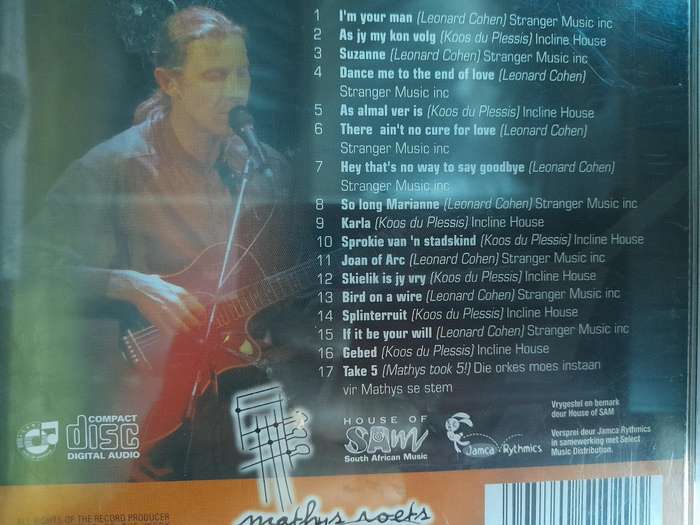 1 I'm your man (Leonard Cohen) Stranger Music inc
2 As jy my kon volg (Koos du Plessis) Incline House
3 Suzanne (Leonard Cohen) Stranger Music inc
4 Dance me to the end of love (Leonard Cohen)
Stranger Music inc
5 As almal ver is (Koos du Plessis) Incline House
6 There ain't no cure for love (Leonard Cohen)
Stranger Music inc
7 Hey that's no way to say goodbye (Leonard Cohen)
Stranger Music inc
8 So long Marianne (Leonard Cohen) Stranger Music inc
9 Karla (Koos du Plessis) Incline House
10 Sprokie van 'n stadskind (Koos du Plessis) Incline House
11 Joan of Arc (Leonard Cohen) Stranger Music inc
12 Skielik is jy vry (Koos du Plessis) Incline House
13 Bird on a wire (Leonard Cohen) Stranger Music inc
14 Splinterruit (Koos du Plessis) Incline House
15 If it be your will (Leonard Cohen) Stranger Music inc
16 Gebed (Koos du Plessis) Incline House
17 Take 5 (Mathys took 5!) Die orkes moes instaan
vir Mathys se stem
COMPACT
disc
DIGITAL AUDIO
HOUSE OF
SAM
South African Music
Jamca Rythmics
Vrygestel en bemark
deur House of SAM
Versprei deur Jamca Rythmics
in samewerking met Select
Music Distribution.
mathys roets
ALL RIGHTS OF THE RECORD PRODUCER